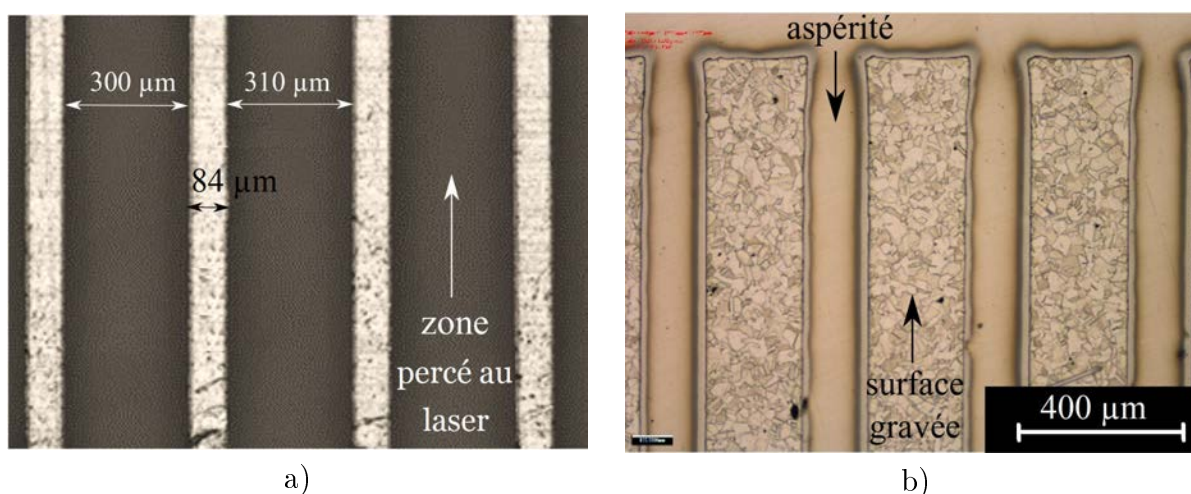 300 µm
310 µm
84 µm
zone
percé au
laser
a)
aspérité
surface
gravée
400 µm
b)